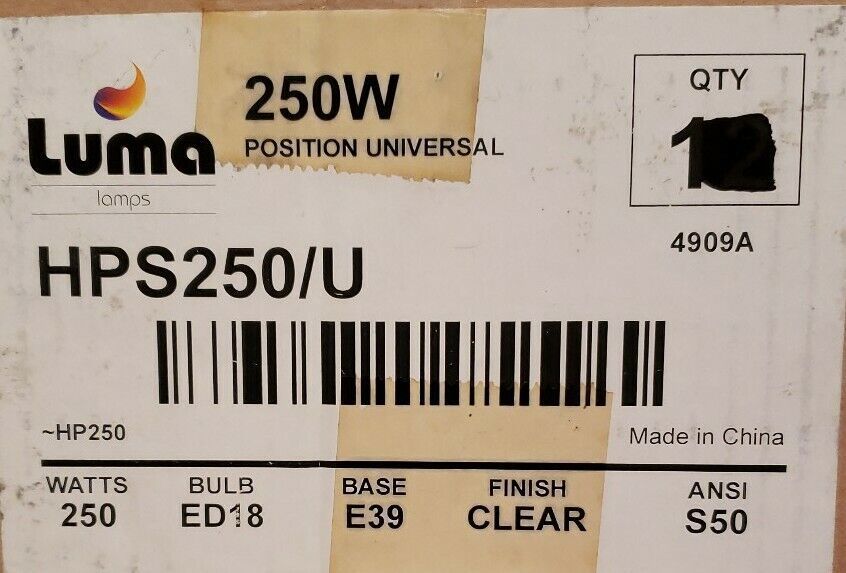 Luma
lamps
250W
POSITION UNIVERSAL
QTY
4909A
HPS250/U
~HP250
Made in China
WATTS BULB BASE FINISH ANSI
250 ED18 E39 CLEAR S50